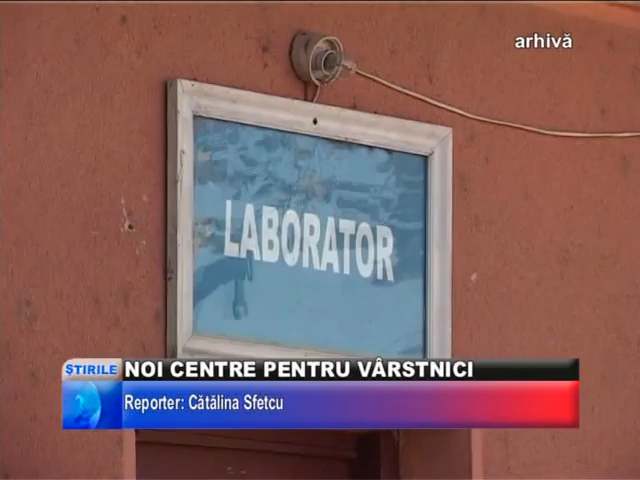 arhivă
LABORATOR
ȘTIRILE
NOI CENTRE PENTRU VÂRSTNICI
Reporter: Cătălina Sfetcu